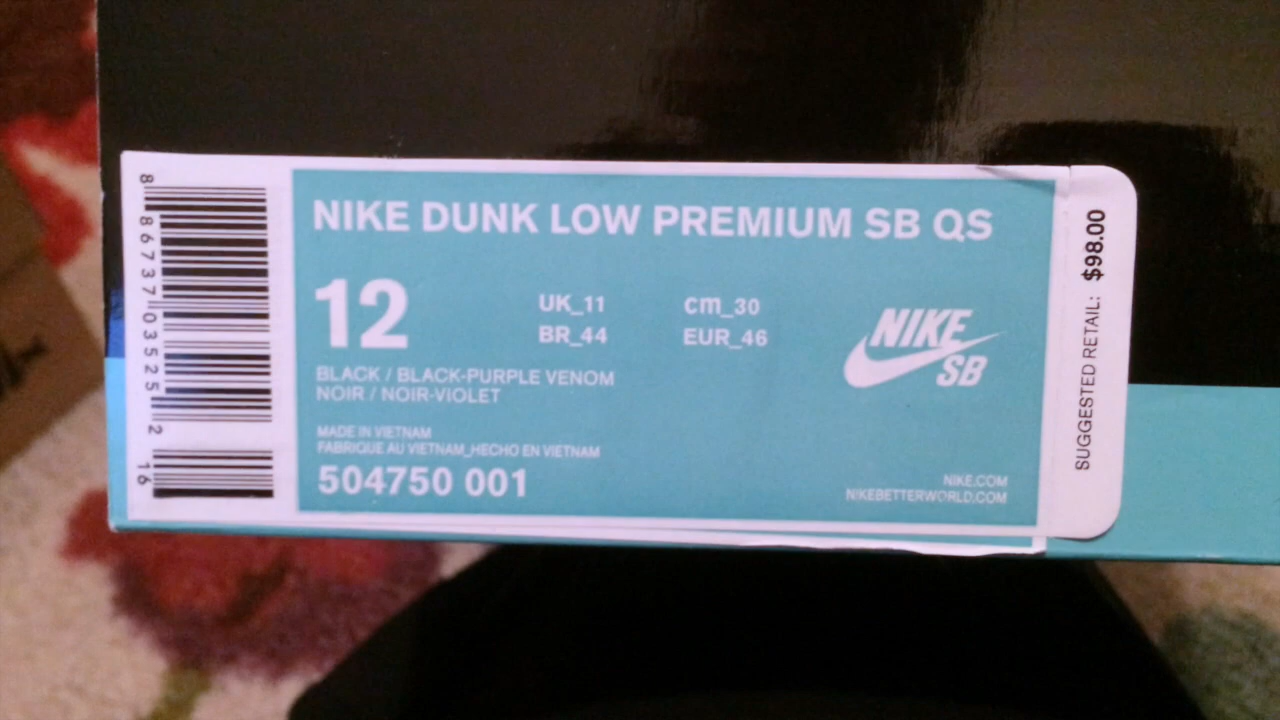 8 86737 03525 2 16
NIKE DUNK LOW PREMIUM SB QS
12
UK_11 cm_30
BR_44 EUR_46
BLACK / BLACK-PURPLE VENOM
NOIR / NOIR-VIOLET
MADE IN VIETNAM
FABRIQUE AU VIETNAM_HECHO EN VIETNAM
504750 001
NIKE
SB
NIKE.COM
NIKEBETTERWORLD.COM
SUGGESTED RETAIL: $98.00